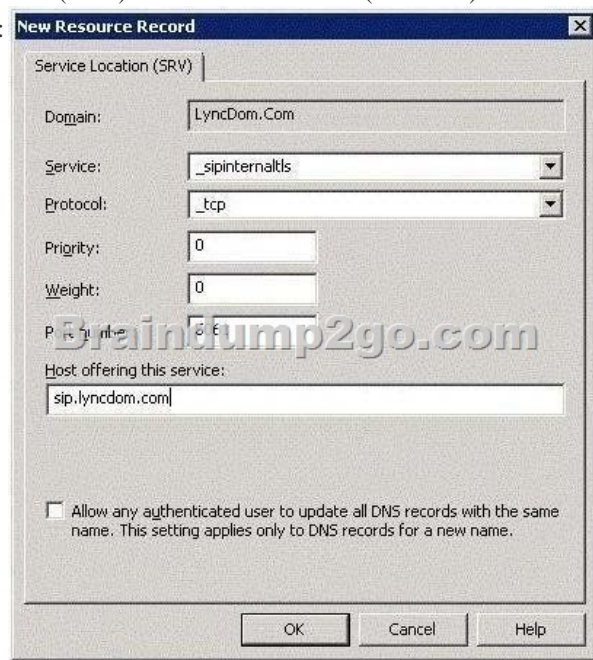 :
New Resource Record
Service Location (SRV)
Domain: LyncDom.Com
Service: _sipinternaltls
Protocol: _tcp
Priority: 0
Weight: 0
Braindump2go.com
Host offering this service:
sip.lyncdom.com
Allow any authenticated user to update all DNS records with the same
name. This setting applies only to DNS records for a new name.
OK Cancel Help